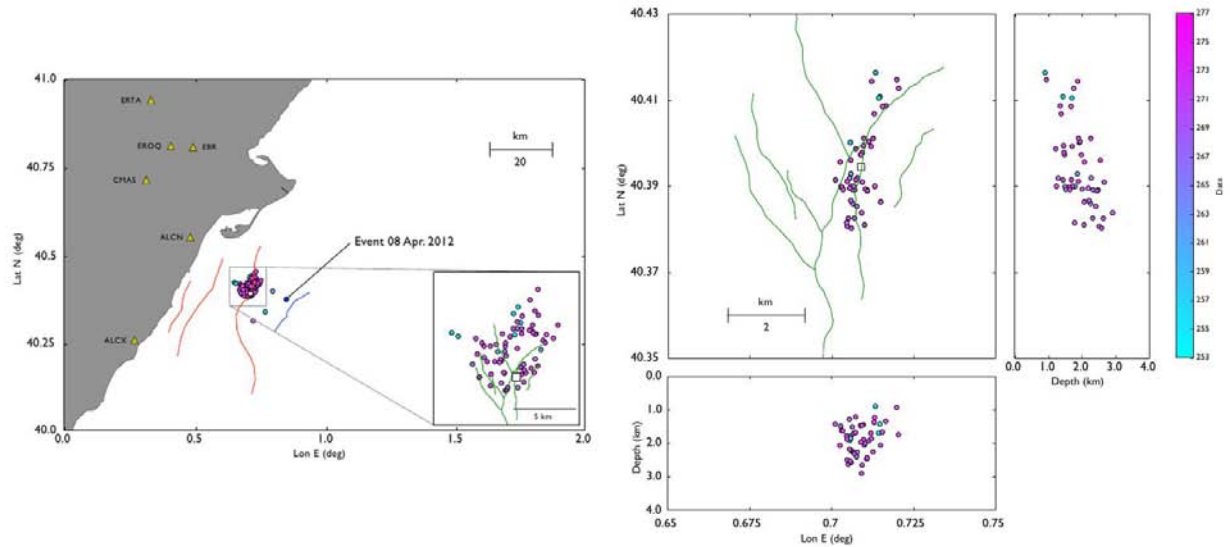 41.0
40.75
40.5
40.25
40.0
Lat N (deg)
0.0
0.5
1.0
1.5
2.0
Lon E (deg)
ERTA
EROQ
EBR
CMAS
ALCN
ALCX
km
20
Event 08 Apr. 2012
5 km
40.43
40.41
40.39
40.37
40.35
Lat N (deg)
km
2
0.0
1.0
2.0
3.0
4.0
Depth (km)
277
275
273
271
269
267
265
263
261
259
257
255
253
0.0
1.0
2.0
3.0
4.0
Depth (km)
0.65
0.675
0.7
0.725
0.75
Lon E (deg)